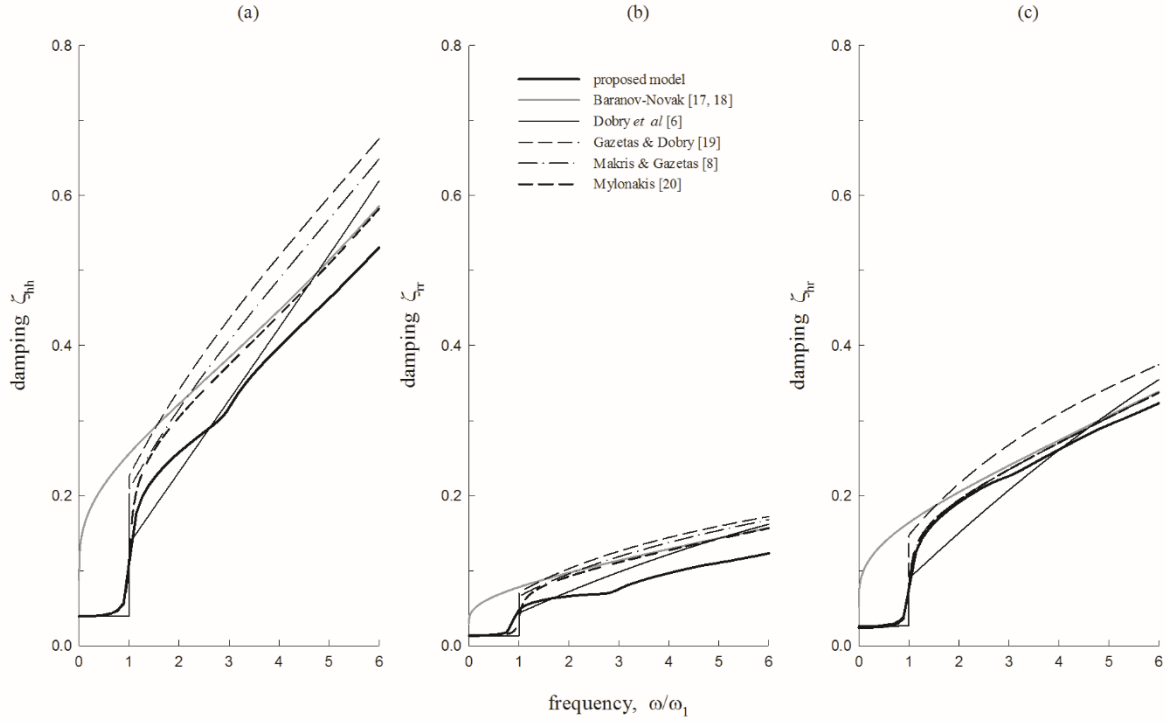 (a)
0.8
0.6
0.4
0.2
0.0
damping ζhh
0 1 2 3 4 5 6
(b)
0.8
0.6
0.4
0.2
0.0
damping ζrr
proposed model
Baranov-Novak [17, 18]
Dobry et al [6]
Gazetas & Dobry [19]
Makris & Gazetas [8]
Mylonakis [20]
0 1 2 3 4 5 6
(c)
0.8
0.6
0.4
0.2
0.0
damping ζhr
0 1 2 3 4 5 6
frequency, ω/ω1